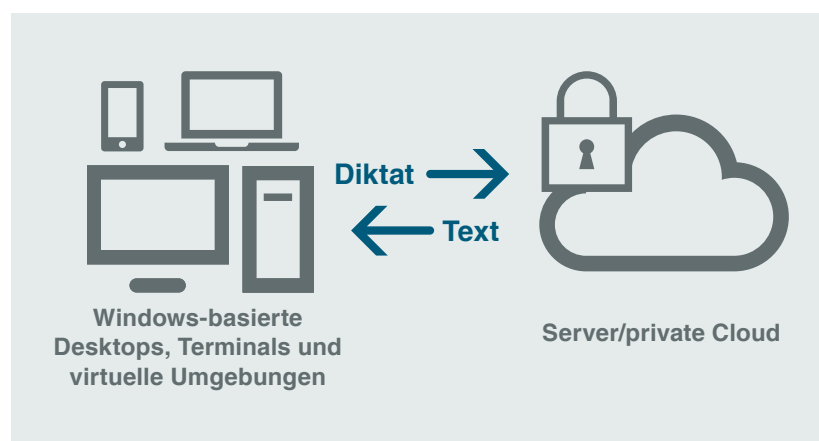 Diktat
Text
Windows-basierte
Desktops, Terminals und
virtuelle Umgebungen
Server/private Cloud